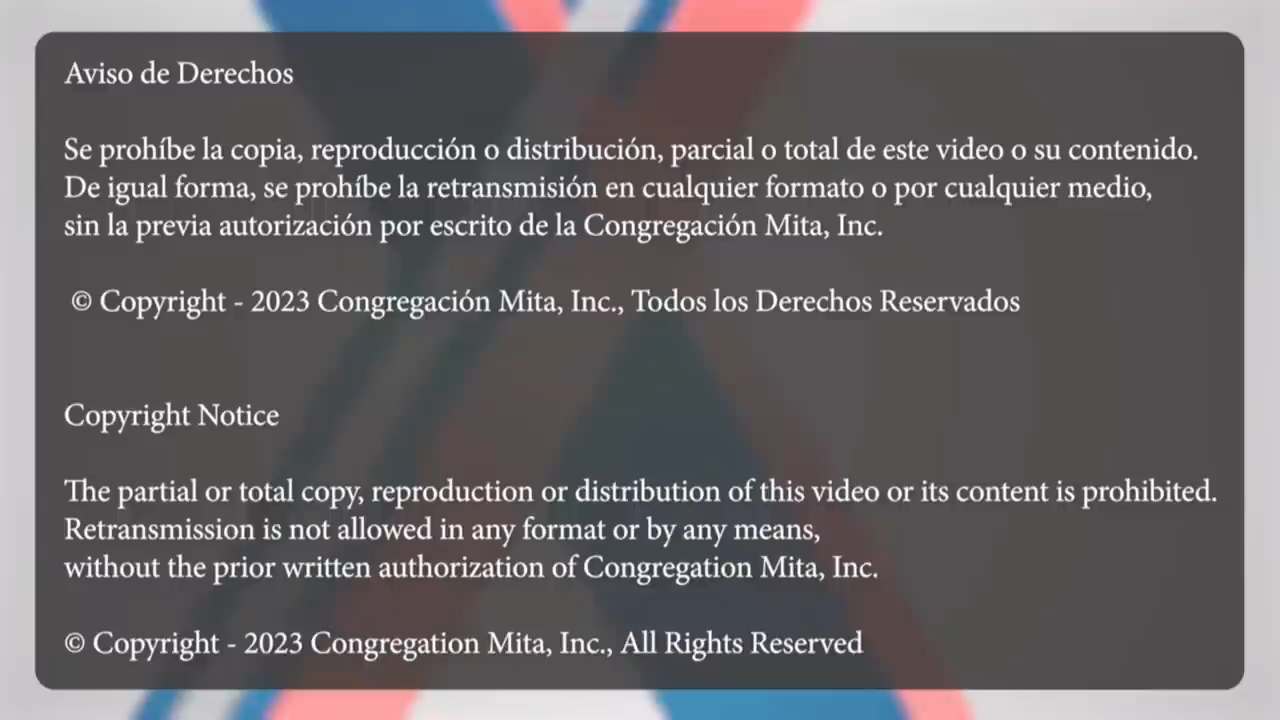 Aviso de Derechos
Se prohíbe la copia, reproducción o distribución, parcial o total de este video o su contenido.
De igual forma, se prohíbe la retransmisión en cualquier formato o por cualquier medio,
sin la previa autorización por escrito de la Congregación Mita, Inc.
© Copyright - 2023 Congregación Mita, Inc., Todos los Derechos Reservados
Copyright Notice
The partial or total copy, reproduction or distribution of this video or its content is prohibited.
Retransmission is not allowed in any format or by any means,
without the prior written authorization of Congregation Mita, Inc.
© Copyright - 2023 Congregation Mita, Inc., All Rights Reserved